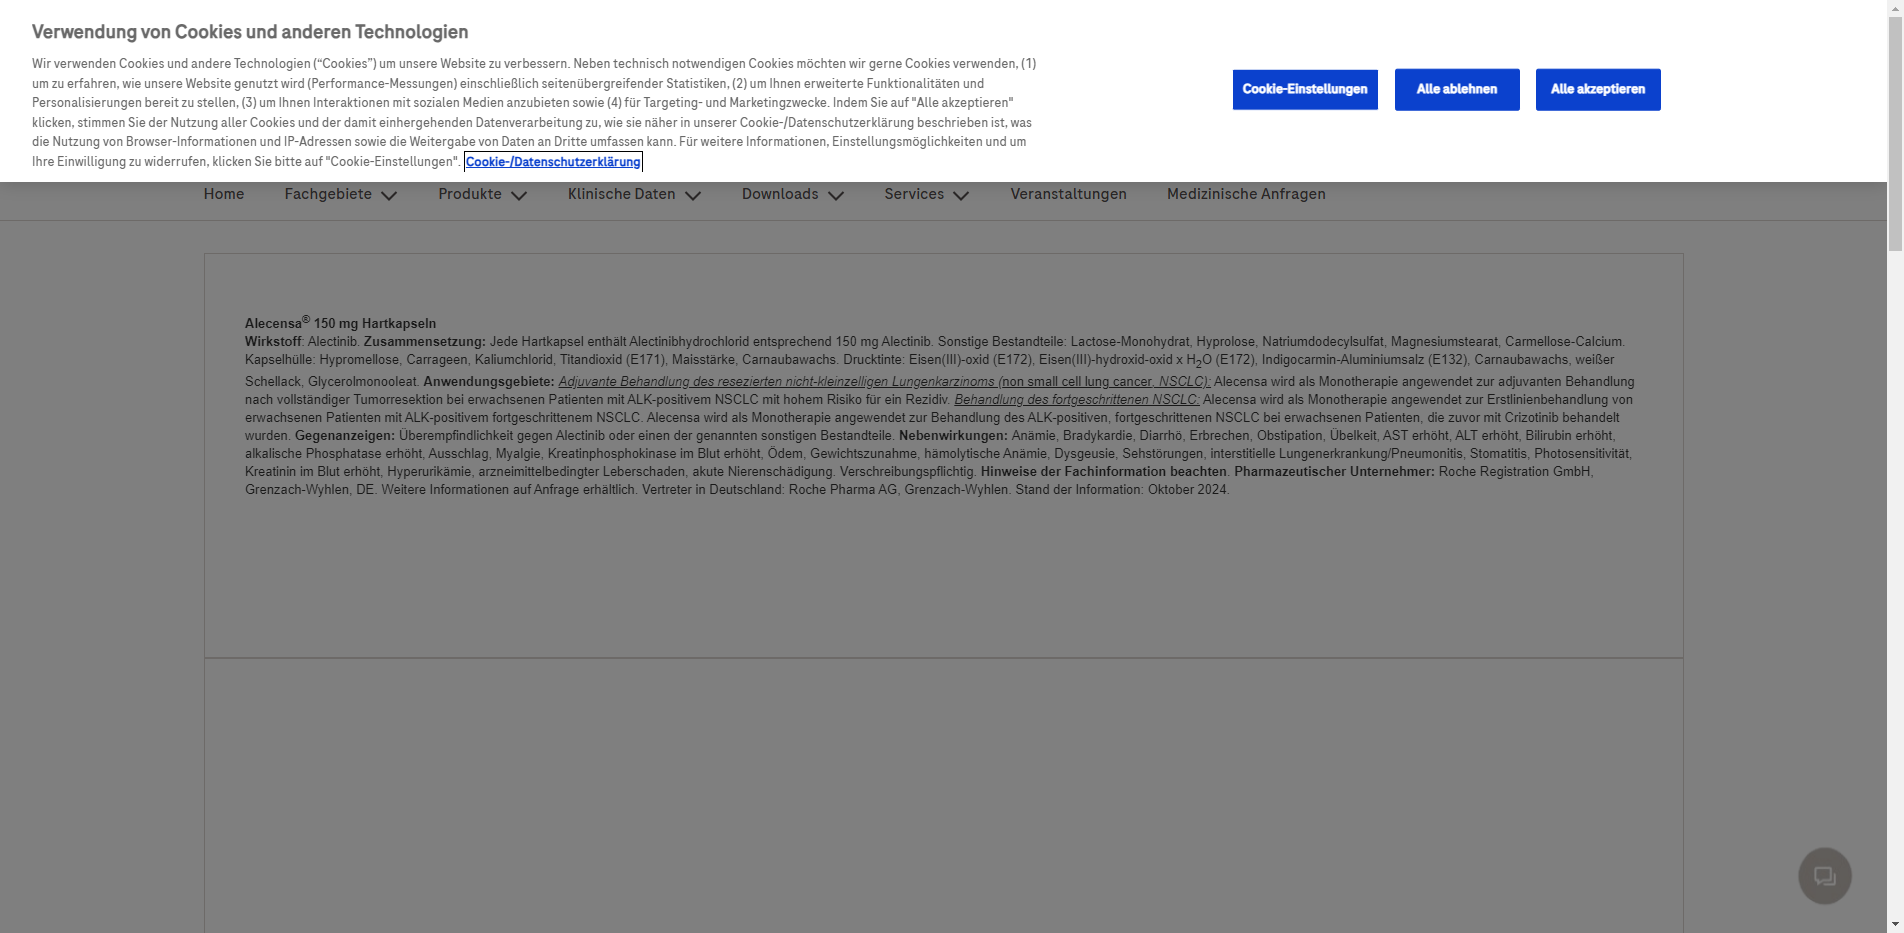 Verwendung von Cookies und anderen Technologien
Wir verwenden Cookies und andere Technologien (“Cookies”) um unsere Website zu verbessern. Neben technisch notwendigen Cookies möchten wir gerne Cookies verwenden, (1)
um zu erfahren, wie unsere Website genutzt wird (Performance-Messungen) einschließlich seitenübergreifender Statistiken, (2) um Ihnen erweiterte Funktionalitäten und
Personalisierungen bereit zu stellen, (3) um Ihnen Interaktionen mit sozialen Medien anzubieten sowie (4) für Targeting- und Marketingzwecke. Indem Sie auf "Alle akzeptieren"
klicken, stimmen Sie der Nutzung aller Cookies und der damit einhergehenden Datenverarbeitung zu, wie sie näher in unserer Cookie-/Datenschutzerklärung beschrieben ist, was
die Nutzung von Browser-Informationen und IP-Adressen sowie die Weitergabe von Daten an Dritte umfassen kann. Für weitere Informationen, Einstellungsmöglichkeiten und um
Ihre Einwilligung zu widerrufen, klicken Sie bitte auf "Cookie-Einstellungen". Cookie-/Datenschutzerklärung
Cookie-Einstellungen Alle ablehnen Alle akzeptieren
Home Fachgebiete Produkte Klinische Daten Downloads Services Veranstaltungen Medizinische Anfragen
Alecensa® 150 mg Hartkapseln
Wirkstoff: Alectinib. Zusammensetzung: Jede Hartkapsel enthält Alectinibhydrochlorid entsprechend 150 mg Alectinib. Sonstige Bestandteile: Lactose-Monohydrat, Hyprolose, Natriumdodecylsulfat, Magnesiumstearat, Carmellose-Calcium.
Kapselhülle: Hypromellose, Carrageen, Kaliumchlorid, Titandioxid (E171), Maisstärke, Carnaubawachs. Drucktinte: Eisen(III)-oxid (E172), Eisen(III)-hydroxid-oxid x H2O (E172), Indigocarmin-Aluminiumsalz (E132), Carnaubawachs, weißer
Schellack, Glycerolmonooleat. Anwendungsgebiete: Adjuvante Behandlung des resezierten nicht-kleinzelligen Lungenkarzinoms (non small cell lung cancer, NSCLC): Alecensa wird als Monotherapie angewendet zur adjuvanten Behandlung
nach vollständiger Tumorresektion bei erwachsenen Patienten mit ALK-positivem NSCLC mit hohem Risiko für ein Rezidiv. Behandlung des fortgeschrittenen NSCLC: Alecensa wird als Monotherapie angewendet zur Erstlinienbehandlung von
erwachsenen Patienten mit ALK-positivem fortgeschrittenem NSCLC. Alecensa wird als Monotherapie angewendet zur Behandlung des ALK-positiven, fortgeschrittenen NSCLC bei erwachsenen Patienten, die zuvor mit Crizotinib behandelt
wurden. Gegenanzeigen: Überempfindlichkeit gegen Alectinib oder einen der genannten sonstigen Bestandteile. Nebenwirkungen: Anämie, Bradykardie, Diarrhö, Erbrechen, Obstipation, Übelkeit, AST erhöht, ALT erhöht, Bilirubin erhöht,
alkalische Phosphatase erhöht, Ausschlag, Myalgie, Kreatinphosphokinase im Blut erhöht, Ödem, Gewichtszunahme, hämolytische Anämie, Dysgeusie, Sehstörungen, interstitielle Lungenerkrankung/Pneumonitis, Stomatitis, Photosensitivität,
Kreatinin im Blut erhöht, Hyperurikämie, arzneimittelbedingter Leberschaden, akute Nierenschädigung. Verschreibungspflichtig. Hinweise der Fachinformation beachten. Pharmazeutischer Unternehmer: Roche Registration GmbH,
Grenzach-Wyhlen, DE. Weitere Informationen auf Anfrage erhältlich. Vertreter in Deutschland: Roche Pharma AG, Grenzach-Wyhlen. Stand der Information: Oktober 2024.